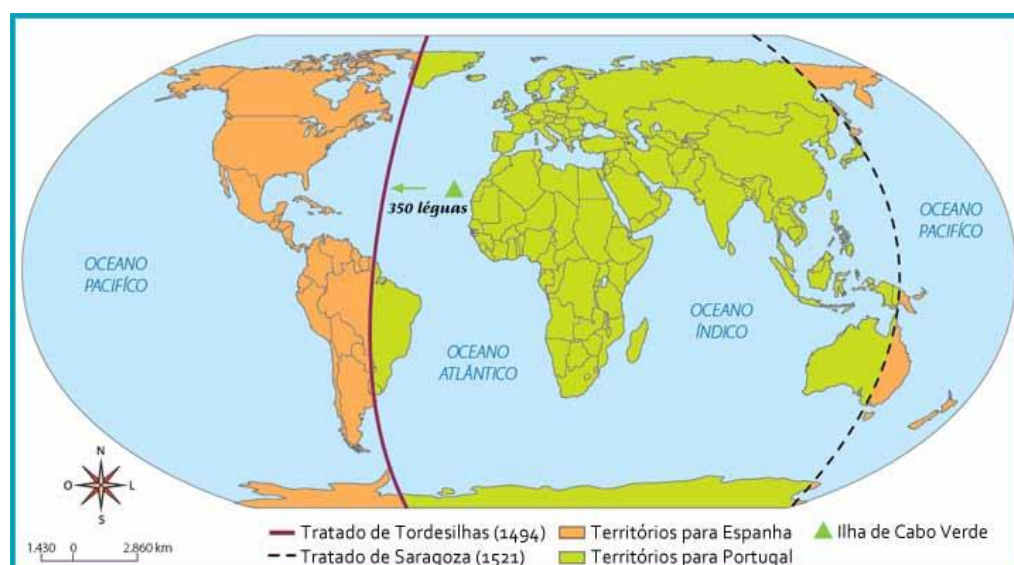 350 léguas
OCEANO
PACIFÍCO
OCEANO
ATLÂNTICO
OCEANO
ÍNDICO
OCEANO
PACIFÍCO
N
O
L
S
1.430 0 2.860 km
Tratado de Tordesilhas (1494)
Tratado de Saragoza (1521)
Territórios para Espanha
Territórios para Portugal
Ilha de Cabo Verde